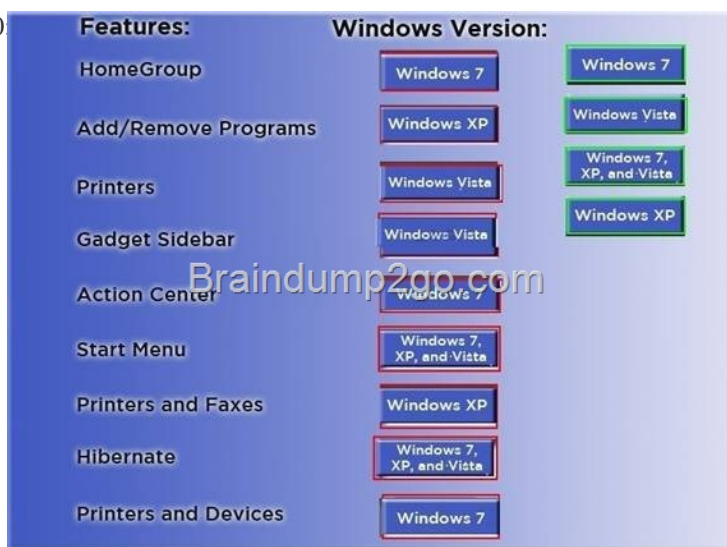 Features: Windows Version:
HomeGroup Windows 7 Windows 7
Add/Remove Programs Windows XP Windows Vista
Printers Windows Vista Windows 7, XP, and Vista
Gadget Sidebar Windows Vista Windows XP
Action Center Windows 7
Braindump2go.com
Start Menu Windows 7, XP, and Vista
Printers and Faxes Windows XP
Hibernate Windows 7, XP, and Vista
Printers and Devices Windows 7